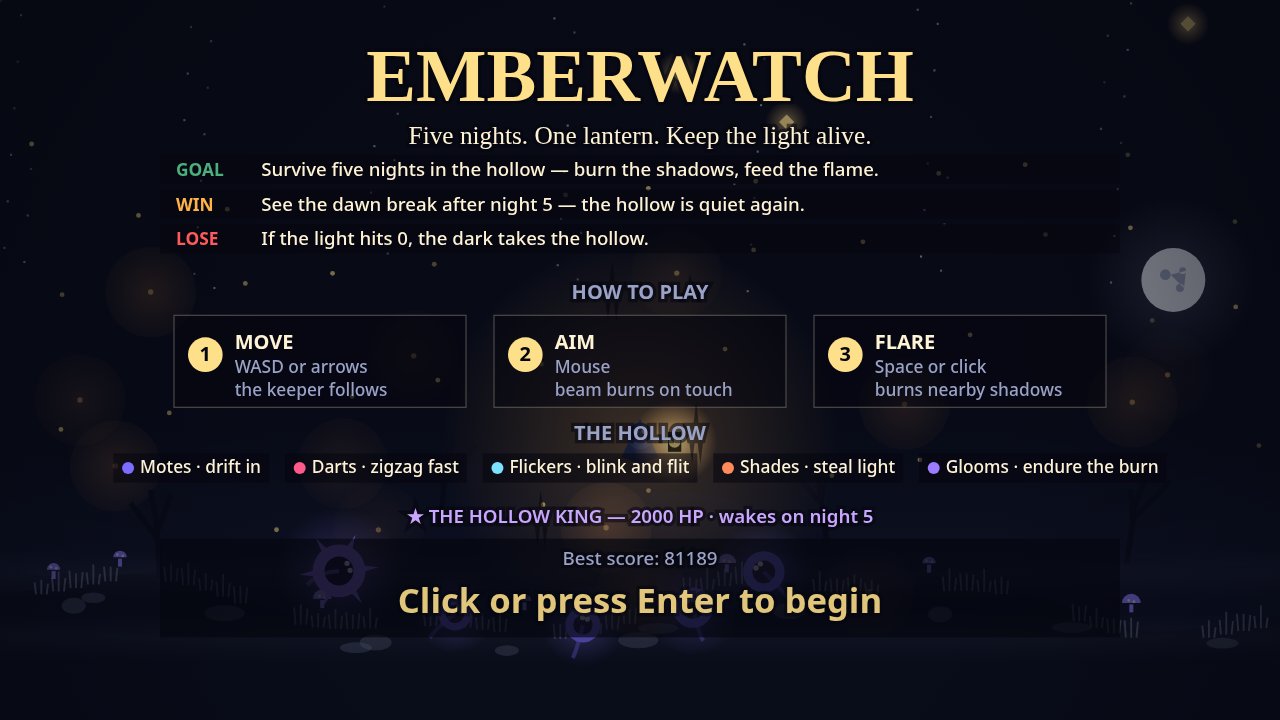 EMBERWATCH
Five nights. One lantern. Keep the light alive.
GOAL Survive five nights in the hollow — burn the shadows, feed the flame.
WIN See the dawn break after night 5 — the hollow is quiet again.
LOSE If the light hits 0, the dark takes the hollow.
HOW TO PLAY
1 MOVE
WASD or arrows
the keeper follows
2 AIM
Mouse
beam burns on touch
3 FLARE
Space or click
burns nearby shadows
THE HOLLOW
Motes · drift in
Darts · zigzag fast
Flickers · blink and flit
Shades · steal light
Glooms · endure the burn
★ THE HOLLOW KING — 2000 HP · wakes on night 5
Best score: 81189
Click or press Enter to begin